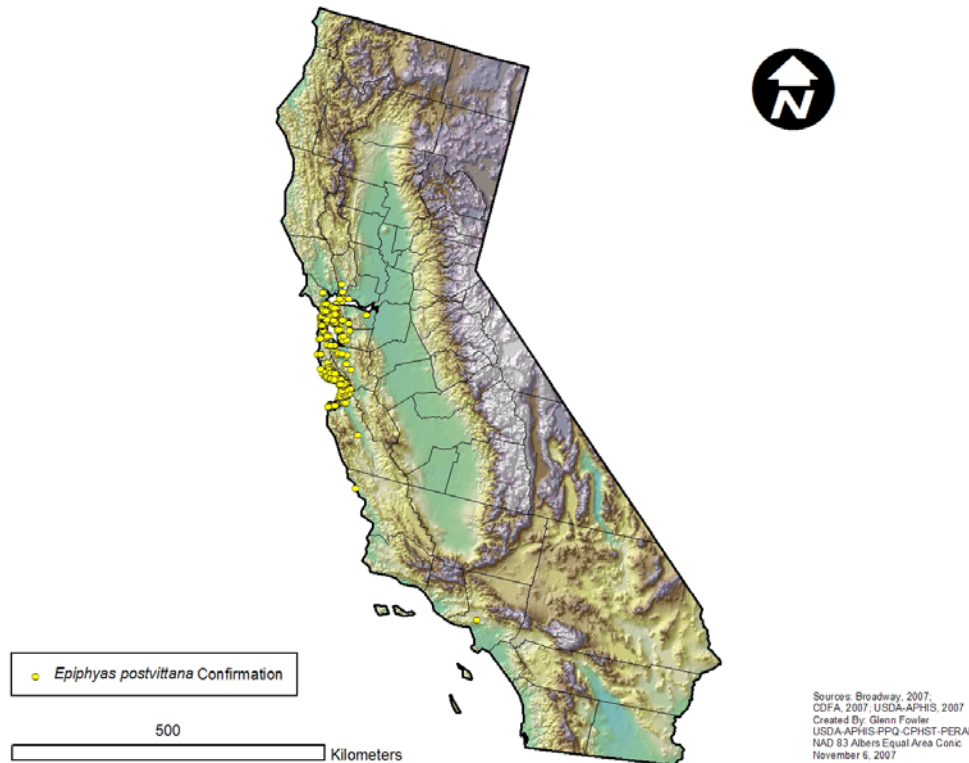 N
Epiphyas postvittana Confirmation
500
Kilometers
Sources: Broadway, 2007;
CDFA, 2007; USDA-APHIS, 2007
Created By: Glenn Fowler
USDA-APHIS-PPQ-CPHST-PERAL
NAD 83 Albers Equal Area Conic
November 6, 2007